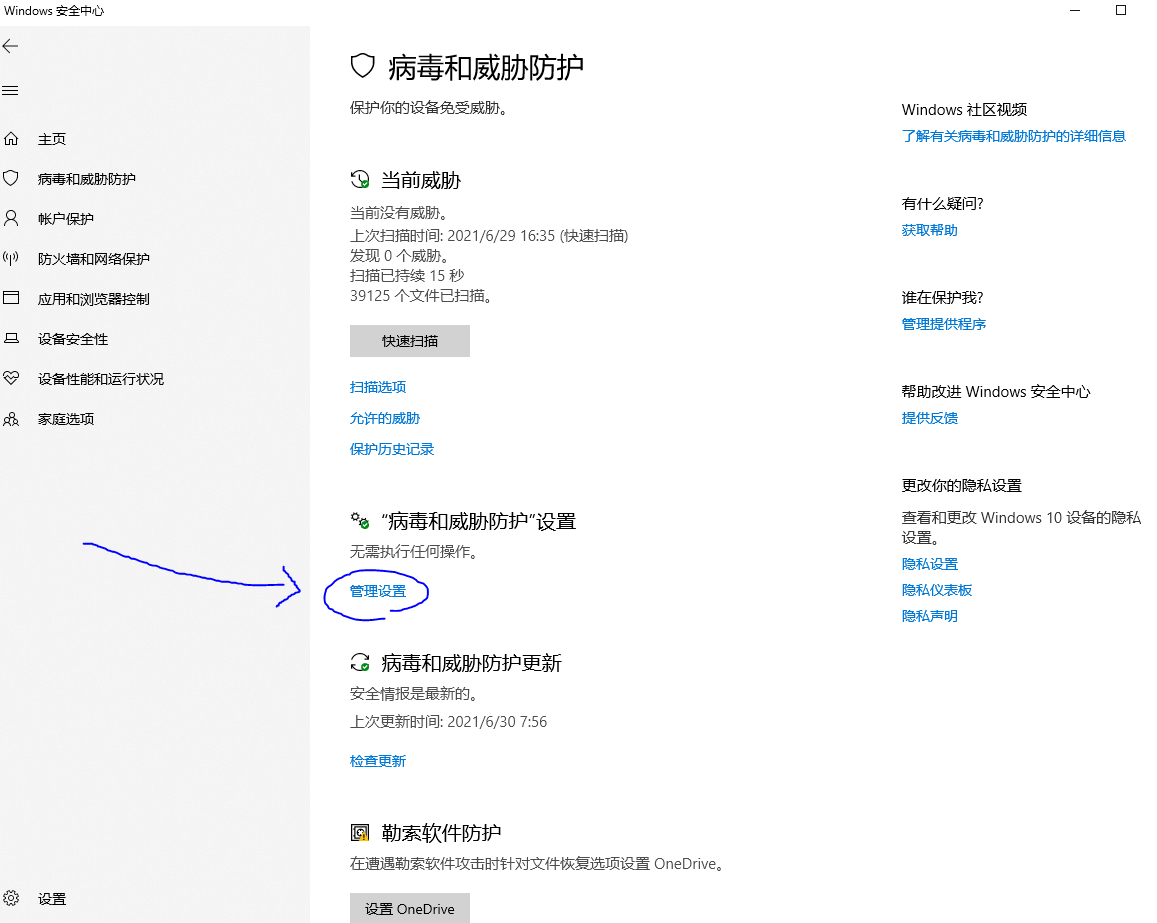 Windows 安全中心
主页
病毒和威胁防护
帐户保护
防火墙和网络保护
应用和浏览器控制
设备安全性
设备性能和运行状况
家庭选项
设置
病毒和威胁防护
保护你的设备免受威胁。
当前威胁
当前没有威胁。
上次扫描时间: 2021/6/29 16:35 (快速扫描)
发现 0 个威胁。
扫描已持续 15 秒
39125 个文件已扫描。
快速扫描
扫描选项
允许的威胁
保护历史记录
“病毒和威胁防护”设置
无需执行任何操作。
管理设置
病毒和威胁防护更新
安全情报是最新的。
上次更新时间: 2021/6/30 7:56
检查更新
勒索软件防护
在遭遇勒索软件攻击时针对文件恢复选项设置 OneDrive。
设置 OneDrive
Windows 社区视频
了解有关病毒和威胁防护的详细信息
有什么疑问?
获取帮助
谁在保护我?
管理提供程序
帮助改进 Windows 安全中心
提供反馈
更改你的隐私设置
查看和更改 Windows 10 设备的隐私
设置。
隐私设置
隐私仪表板
隐私声明